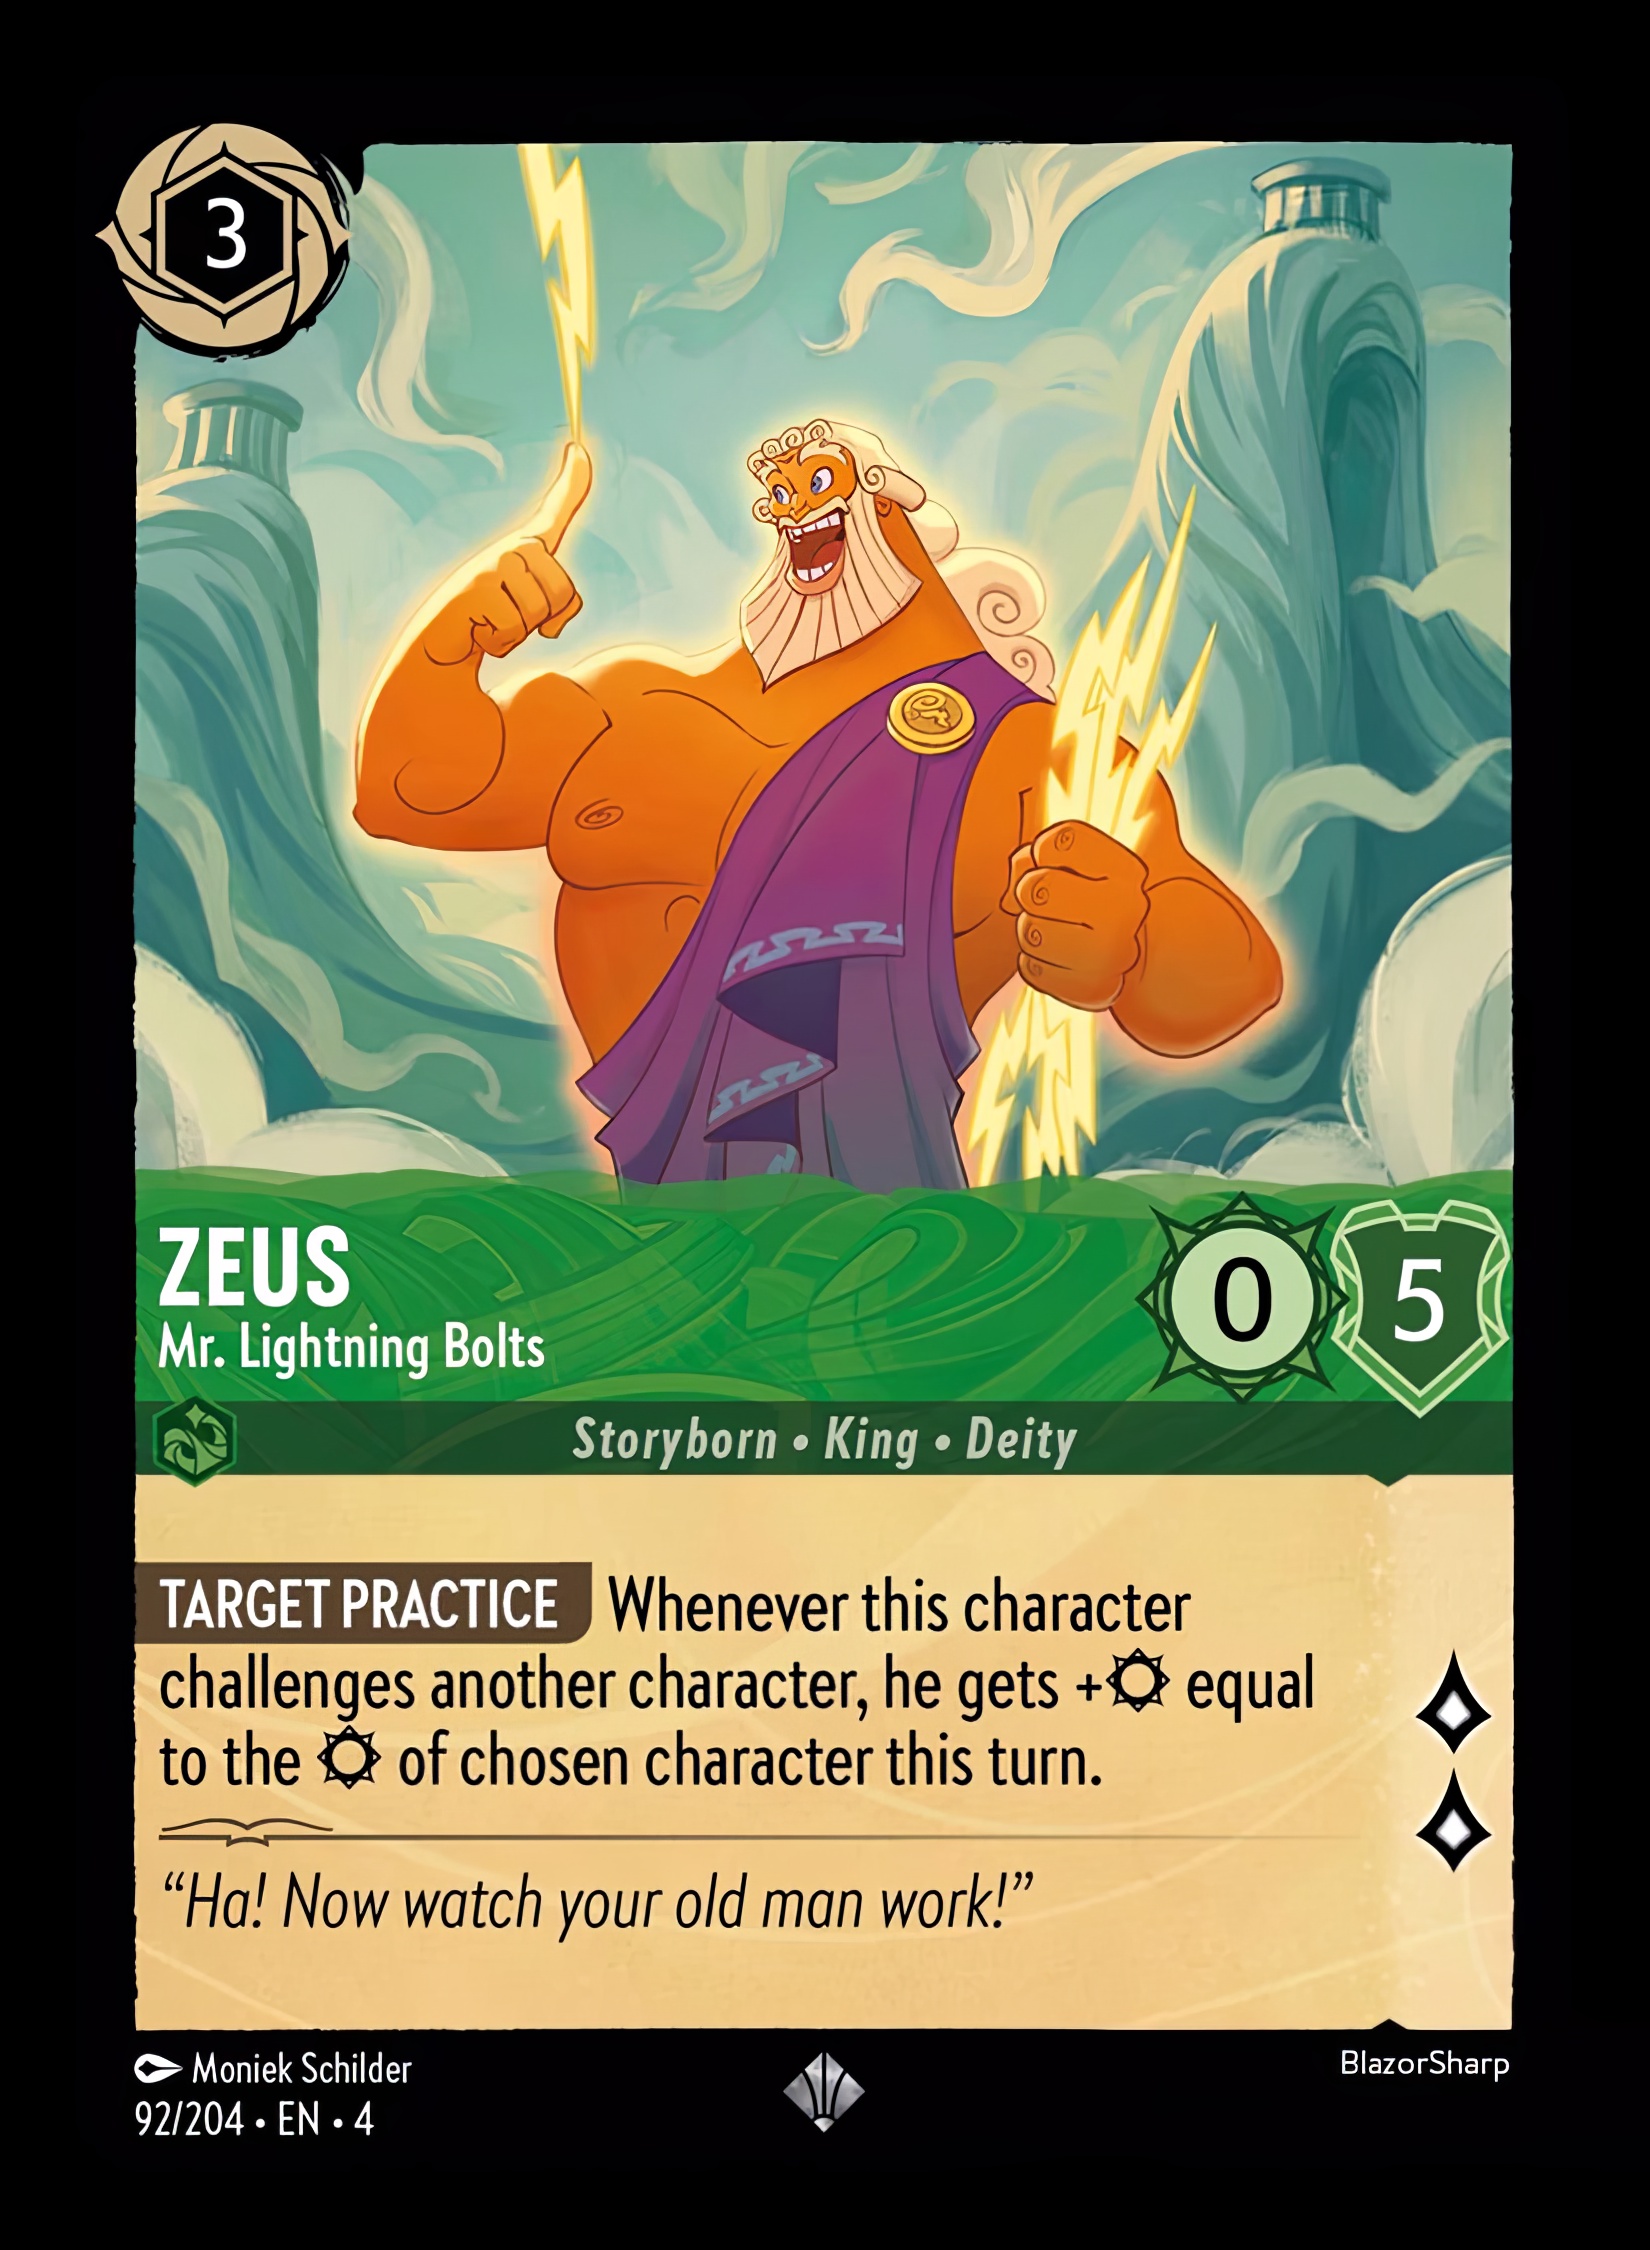 3
ZEUS
Mr. Lightning Bolts
0 5
Storyborn • King • Deity
TARGET PRACTICE Whenever this character
challenges another character, he gets + equal
to the of chosen character this turn.
“Ha! Now watch your old man work!”
Moniek Schilder
BlazorSharp
92/204 • EN • 4